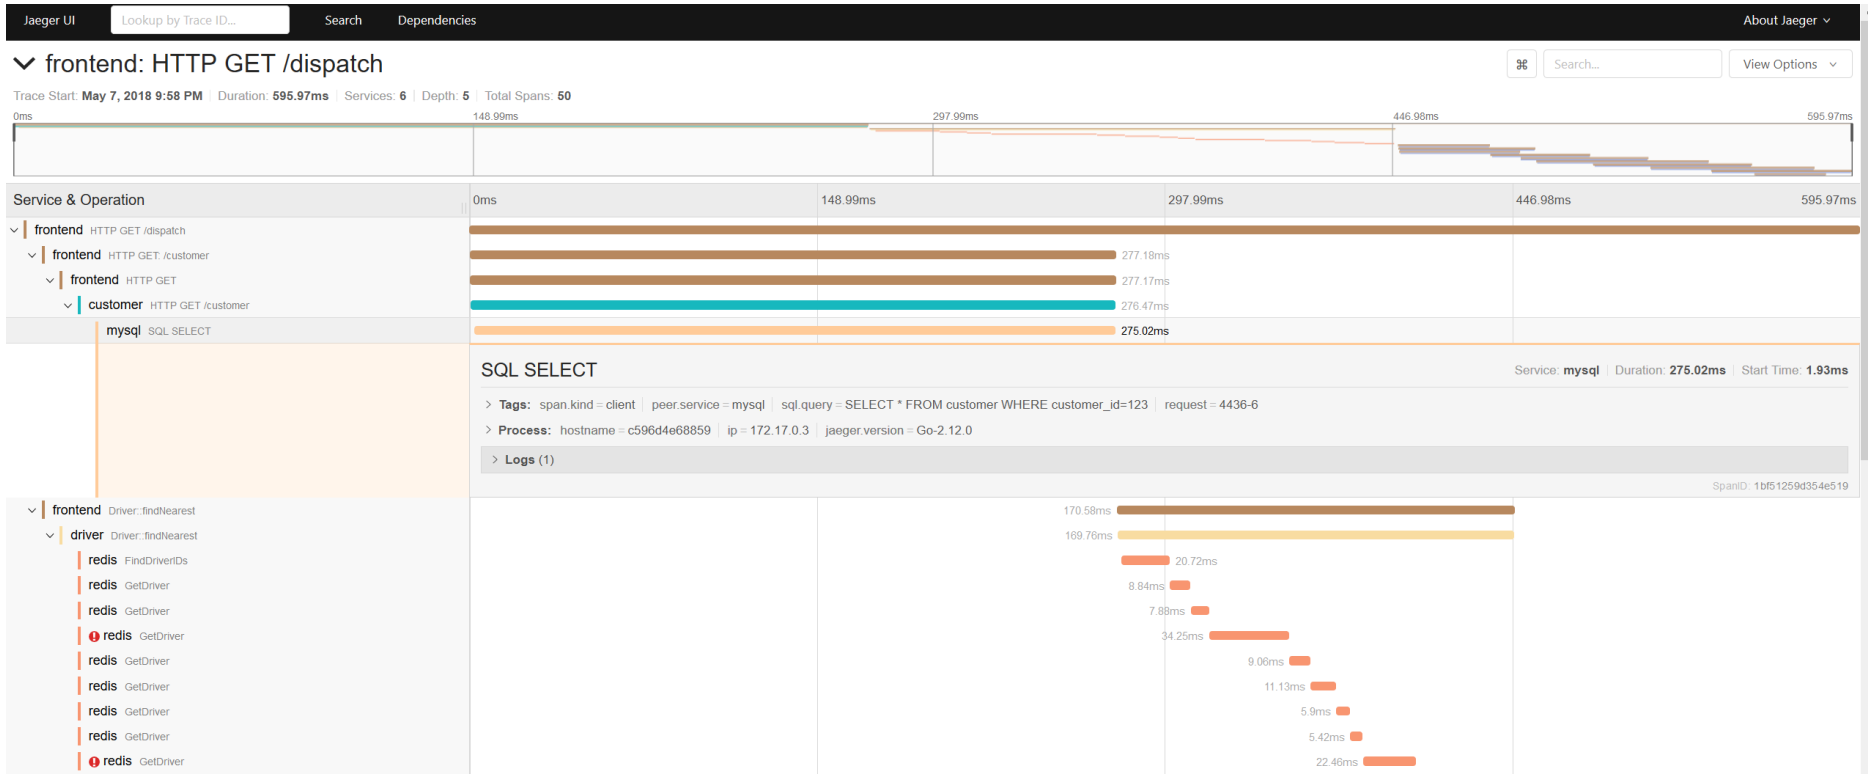 Jaeger UI Lookup by Trace ID... Search Dependencies About Jaeger
frontend: HTTP GET /dispatch ⌘ Search... View Options
Trace Start: May 7, 2018 9:58 PM Duration: 595.97ms Services: 6 Depth: 5 Total Spans: 50
0ms 148.99ms 297.99ms 446.98ms 595.97ms
Service & Operation 0ms 148.99ms 297.99ms 446.98ms 595.97ms
frontend HTTP GET /dispatch
frontend HTTP GET: /customer 277.18ms
frontend HTTP GET 277.17ms
customer HTTP GET /customer 276.47ms
mysql SQL SELECT 275.02ms
SQL SELECT Service: mysql Duration: 275.02ms Start Time: 1.93ms
Tags: span.kind = client peer.service = mysql sql.query = SELECT * FROM customer WHERE customer_id=123 request = 4436-6
Process: hostname = c596d4e68859 ip = 172.17.0.3 jaeger.version = Go-2.12.0
Logs (1)
SpanID: 1bf51259d354e519
frontend Driver::findNearest 170.58ms
driver Driver::findNearest 169.76ms
redis FindDriverIDs 20.72ms
redis GetDriver 8.84ms
redis GetDriver 7.88ms
redis GetDriver 34.25ms
redis GetDriver 9.06ms
redis GetDriver 11.13ms
redis GetDriver 5.9ms
redis GetDriver 5.42ms
redis GetDriver 22.46ms